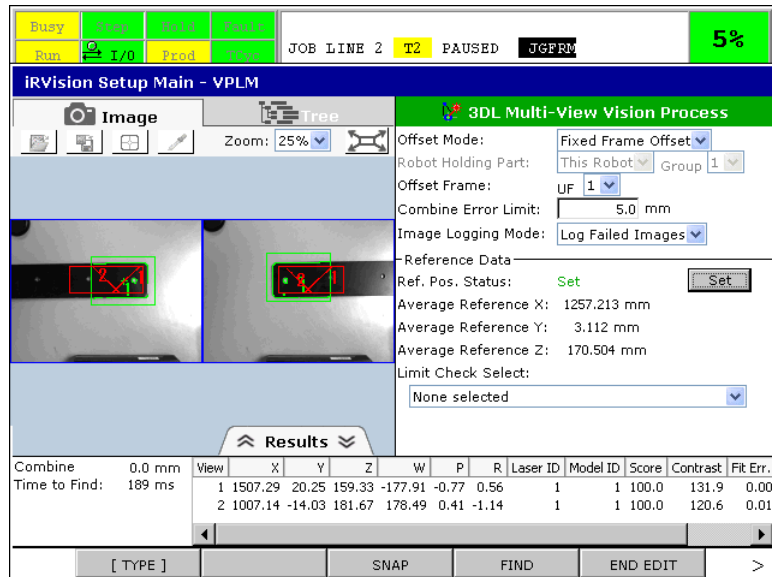 Busy Step Hold Fault
Run I/O Prod TCyc JOB LINE 2 T2 PAUSED JGFRM 5%
iRVision Setup Main - VPLM
Image Tree 3DL Multi-View Vision Process
Zoom: 25%
Offset Mode: Fixed Frame Offset
Robot Holding Part: This Robot Group 1
Offset Frame: UF 1
Combine Error Limit: 5.0 mm
Image Logging Mode: Log Failed Images
Reference Data
Ref. Pos. Status: Set Set
Average Reference X: 1257.213 mm
Average Reference Y: 3.112 mm
Average Reference Z: 170.504 mm
Limit Check Select:
None selected
Results
Combine 0.0 mm
Time to Find: 189 ms
View X Y Z W P R Laser ID Model ID Score Contrast Fit Err.
1 1507.29 20.25 159.33 -177.91 -0.77 0.56 1 1 100.0 131.9 0.00
2 1007.14 -14.03 181.67 178.49 0.41 -1.14 1 1 100.0 120.6 0.01
[ TYPE ] SNAP FIND END EDIT >